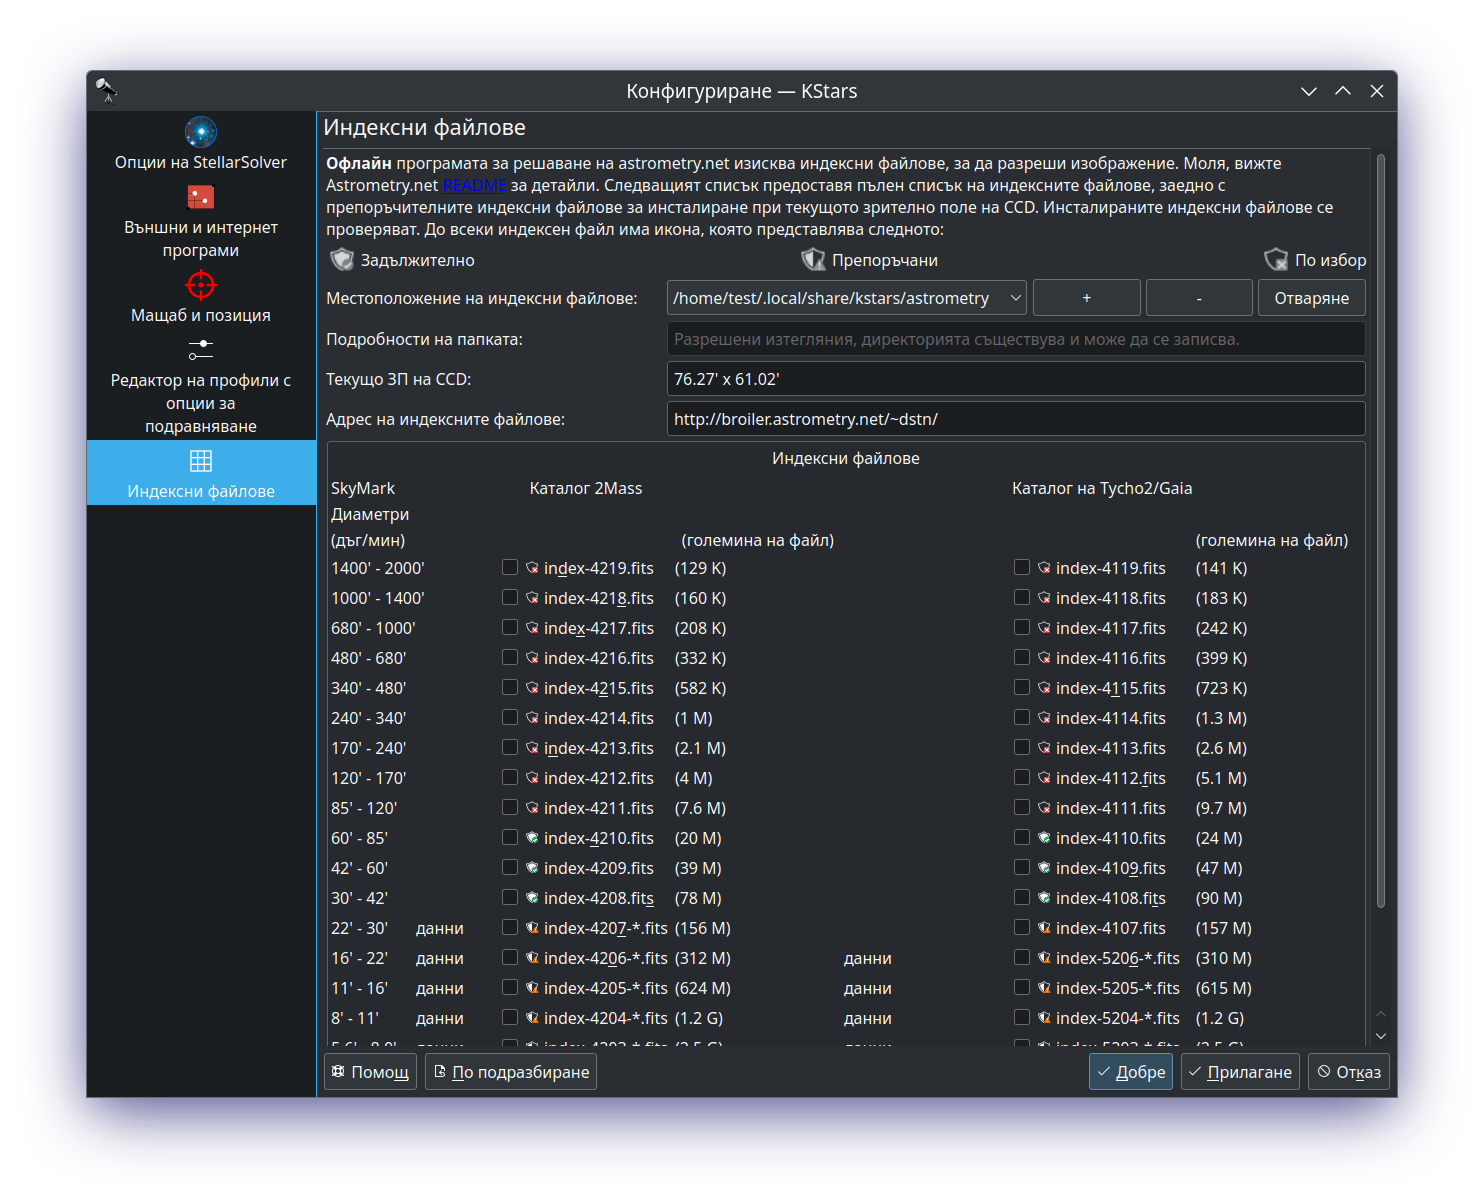 Конфигуриране — KStars
Опции на StellarSolver
Външни и интернет
програми
Мащаб и позиция
Редактор на профили с
опции за
подравняване
Индексни файлове
Индексни файлове
Офлайн програмата за решаване на astrometry.net изисква индексни файлове, за да разреши изображение. Моля, вижте
Astrometry.net README за детайли. Следващият списък предоставя пълен списък на индексните файлове, заедно с
препоръчителните индексни файлове за инсталиране при текущото зрително поле на CCD. Инсталираните индексни файлове се
проверяват. До всеки индексен файл има икона, която представлява следното:
Задължително Препоръчани По избор
Местоположение на индексни файлове: /home/test/.local/share/kstars/astrometry + - Отваряне
Подробности на папката: Разрешени изтегляния, директорията съществува и може да се записва.
Текущо ЗП на CCD: 76.27' x 61.02'
Адрес на индексните файлове: http://broiler.astrometry.net/~dstn/
Индексни файлове
SkyMark Каталог 2Mass Каталог на Tycho2/Gaia
Диаметри
(дъг/мин) (големина на файл) (големина на файл)
1400' - 2000' index-4219.fits (129 K) index-4119.fits (141 K)
1000' - 1400' index-4218.fits (160 K) index-4118.fits (183 K)
680' - 1000' index-4217.fits (208 K) index-4117.fits (242 K)
480' - 680' index-4216.fits (332 K) index-4116.fits (399 K)
340' - 480' index-4215.fits (582 K) index-4115.fits (723 K)
240' - 340' index-4214.fits (1 M) index-4114.fits (1.3 M)
170' - 240' index-4213.fits (2.1 M) index-4113.fits (2.6 M)
120' - 170' index-4212.fits (4 M) index-4112.fits (5.1 M)
85' - 120' index-4211.fits (7.6 M) index-4111.fits (9.7 M)
60' - 85' index-4210.fits (20 M) index-4110.fits (24 M)
42' - 60' index-4209.fits (39 M) index-4109.fits (47 M)
30' - 42' index-4208.fits (78 M) index-4108.fits (90 M)
22' - 30' данни index-4207-*.fits (156 M) index-4107.fits (157 M)
16' - 22' данни index-4206-*.fits (312 M) данни index-5206-*.fits (310 M)
11' - 16' данни index-4205-*.fits (624 M) данни index-5205-*.fits (615 M)
8' - 11' данни index-4204-*.fits (1.2 G) данни index-5204-*.fits (1.2 G)
Помощ По подразбиране Добре Прилагане Отказ